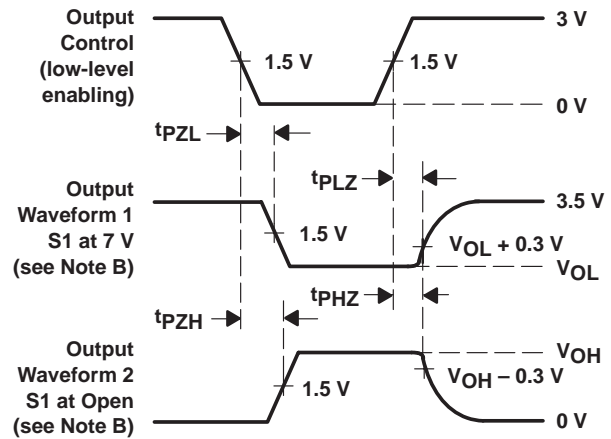 Output
Control
(low-level
enabling)
3 V
1.5 V
1.5 V
0 V
tPZL
tPLZ
Output
Waveform 1
S1 at 7 V
(see Note B)
3.5 V
1.5 V
VOL + 0.3 V
VOL
tPHZ
tPZH
Output
Waveform 2
S1 at Open
(see Note B)
VOH
1.5 V
VOH – 0.3 V
0 V